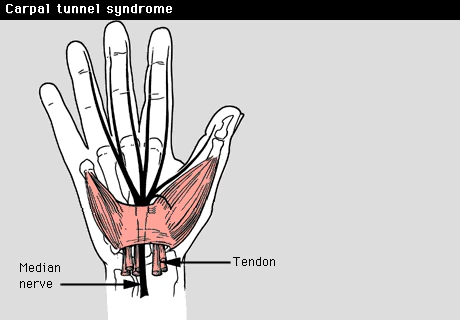 Carpal tunnel syndrome
Tendon
Median
nerve